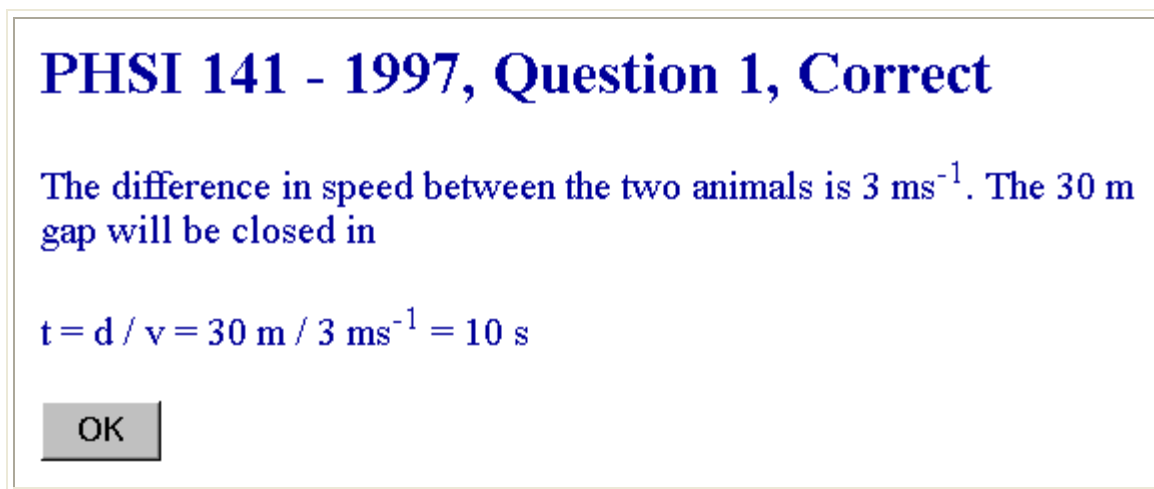 PHSI 141 - 1997, Question 1, Correct
The difference in speed between the two animals is 3 ms⁻¹. The 30 m
gap will be closed in
t = d / v = 30 m / 3 ms⁻¹ = 10 s
OK